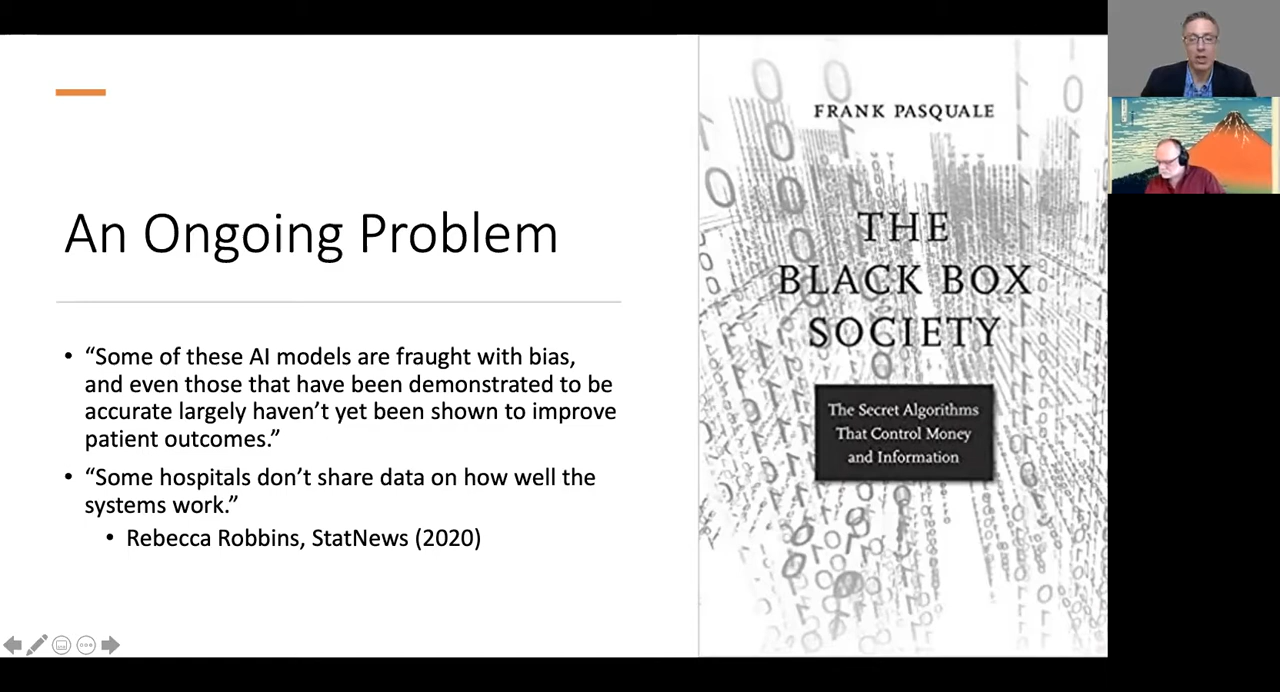 An Ongoing Problem
• “Some of these AI models are fraught with bias,
and even those that have been demonstrated to be
accurate largely haven’t yet been shown to improve
patient outcomes.”
• “Some hospitals don’t share data on how well the
systems work.”
• Rebecca Robbins, StatNews (2020)
FRANK PASQUALE
THE
BLACK BOX
SOCIETY
The Secret Algorithms
That Control Money
and Information